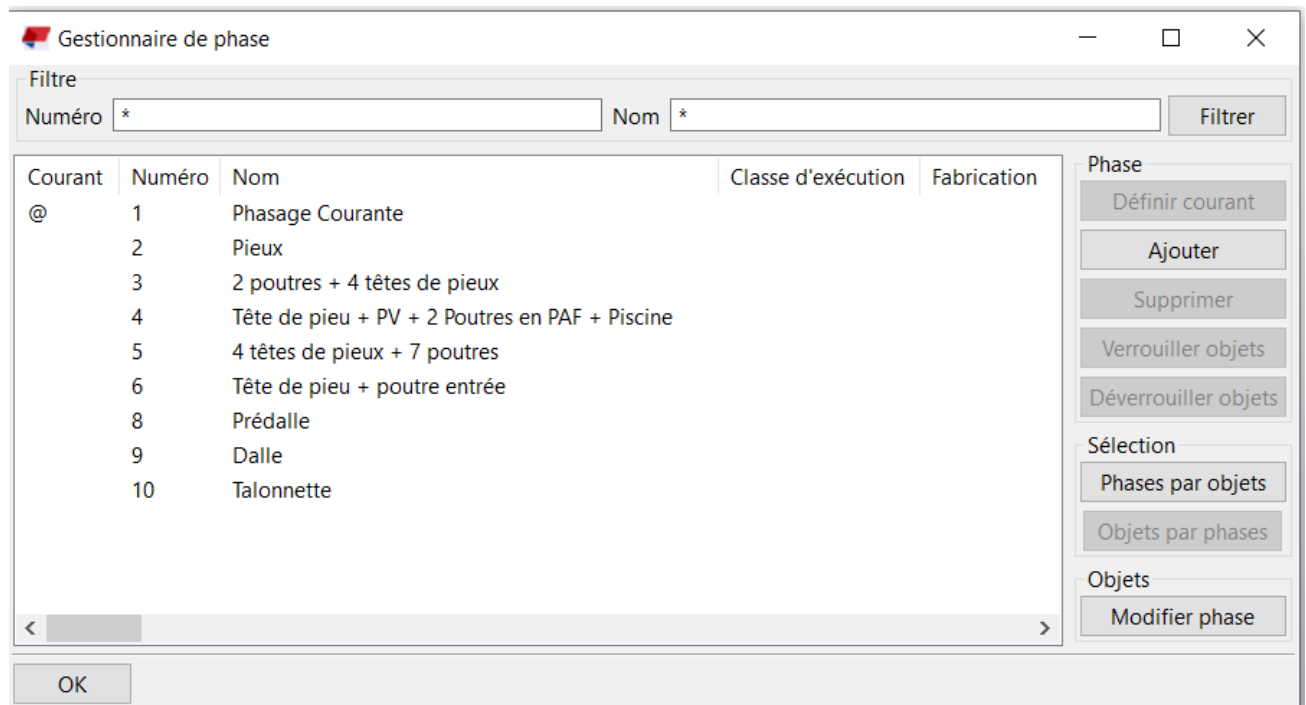 Gestionnaire de phase
Filtre
Numéro * Nom * Filtrer
Courant Numéro Nom Classe d'exécution Fabrication
@ 1 Phasage Courante
2 Pieux
3 2 poutres + 4 têtes de pieux
4 Tête de pieu + PV + 2 Poutres en PAF + Piscine
5 4 têtes de pieux + 7 poutres
6 Tête de pieu + poutre entrée
8 Prédalle
9 Dalle
10 Talonnette
Phase
Définir courant
Ajouter
Supprimer
Verrouiller objets
Déverrouiller objets
Sélection
Phases par objets
Objets par phases
Objets
Modifier phase
OK